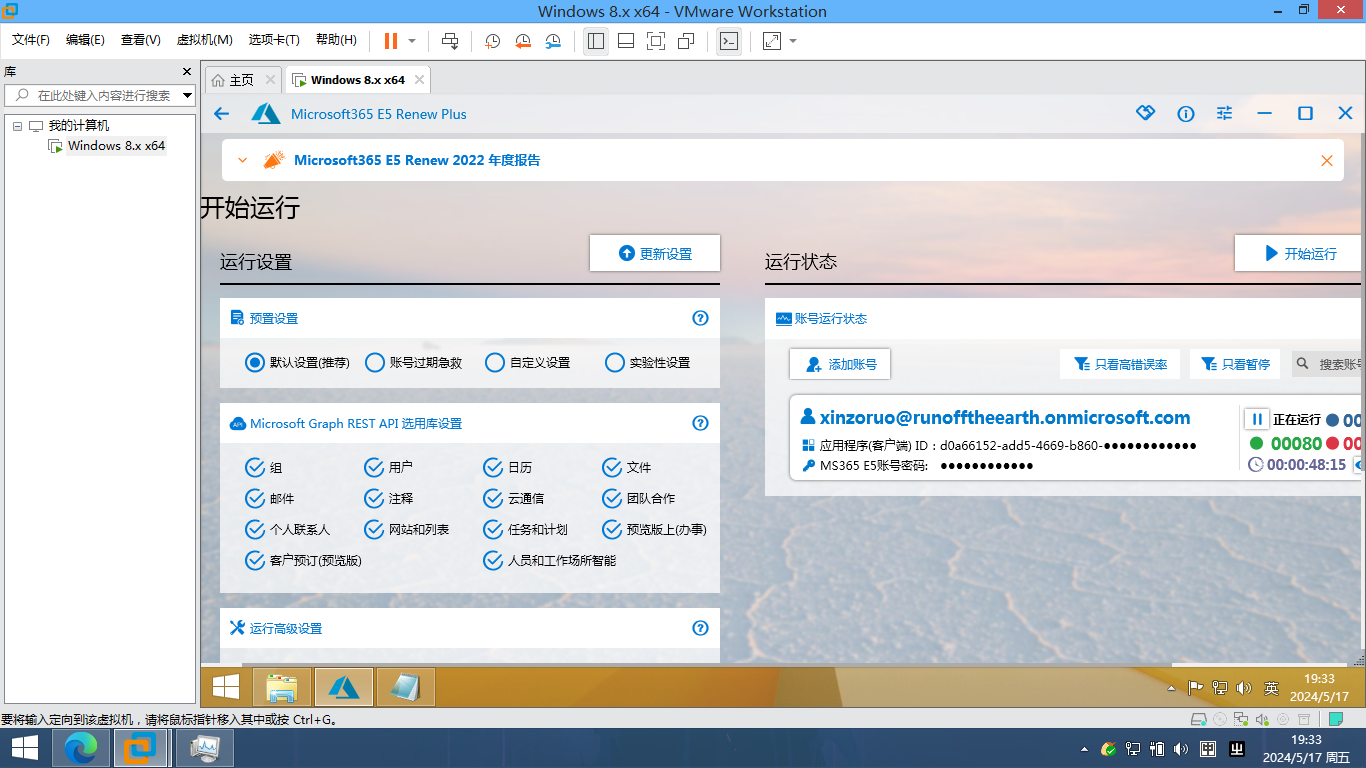 Windows 8.x x64 - VMware Workstation
文件(F) 编辑(E) 查看(V) 虚拟机(M) 选项卡(T) 帮助(H)
库
在此处键入内容进行搜索
我的计算机
Windows 8.x x64
主页
Windows 8.x x64
Microsoft365 E5 Renew Plus
Microsoft365 E5 Renew 2022 年度报告
开始运行
运行设置
更新设置
预置设置
默认设置(推荐) 账号过期急救 自定义设置 实验性设置
API
Microsoft Graph REST API 选用库设置
组 用户 日历 文件
邮件 注释 云通信 团队合作
个人联系人 网站和列表 任务和计划 预览版上(办事)
客户预订(预览版) 人员和工作场所智能
运行高级设置
运行状态
开始运行
账号运行状态
添加账号 只看高错误率 只看暂停 搜索账号
xinzoruo@runofftheearth.onmicrosoft.com
应用程序(客户端) ID：d0a66152-add5-4669-b860-●●●●●●●●●●●●
MS365 E5账号密码: ●●●●●●●●●●●●
正在运行 00
00080 00
00:00:48:15
英
19:33
2024/5/17
要将输入定向到该虚拟机，请将鼠标指针移入其中或按 Ctrl+G。
19:33
2024/5/17 周五